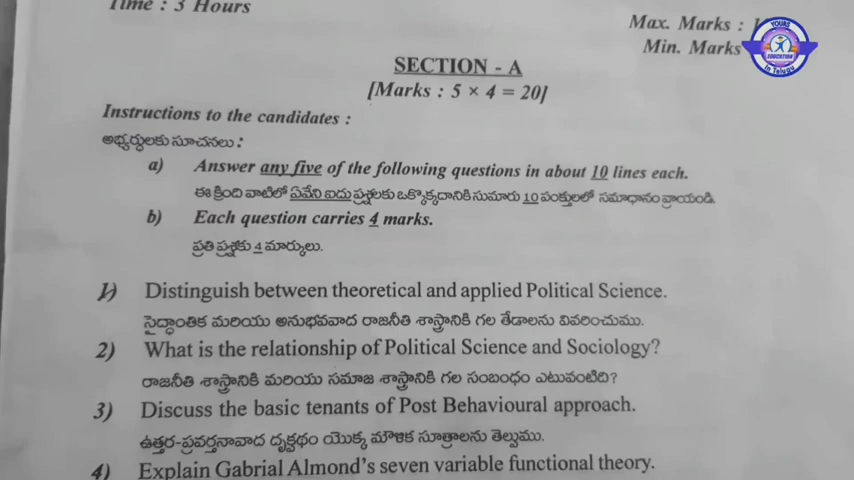 Time : 3 Hours
Max. Marks :
Min. Marks
YOURS
EDUCATION
In Telugu
SECTION - A
[Marks : 5 × 4 = 20]
Instructions to the candidates :
అభ్యర్థులకు సూచనలు :
a) Answer any five of the following questions in about 10 lines each.
ఈ క్రింది వాటిలో ఏవేని ఐదు ప్రశ్నలకు ఒక్కొక్కదానికి సుమారు 10 పంక్తులలో సమాధానం వ్రాయండి.
b) Each question carries 4 marks.
ప్రతి ప్రశ్నకు 4 మార్కులు.
1) Distinguish between theoretical and applied Political Science.
సైద్ధాంతిక మరియు అనుభవవాద రాజనీతి శాస్త్రానికి గల తేడాలను వివరించుము.
2) What is the relationship of Political Science and Sociology?
రాజనీతి శాస్త్రానికి మరియు సమాజ శాస్త్రానికి గల సంబంధం ఎటువంటిది?
3) Discuss the basic tenants of Post Behavioural approach.
ఉత్తర-ప్రవర్తనావాద దృక్పథం యొక్క మౌళిక సూత్రాలను తెల్పుము.
4) Explain Gabrial Almond's seven variable functional theory.